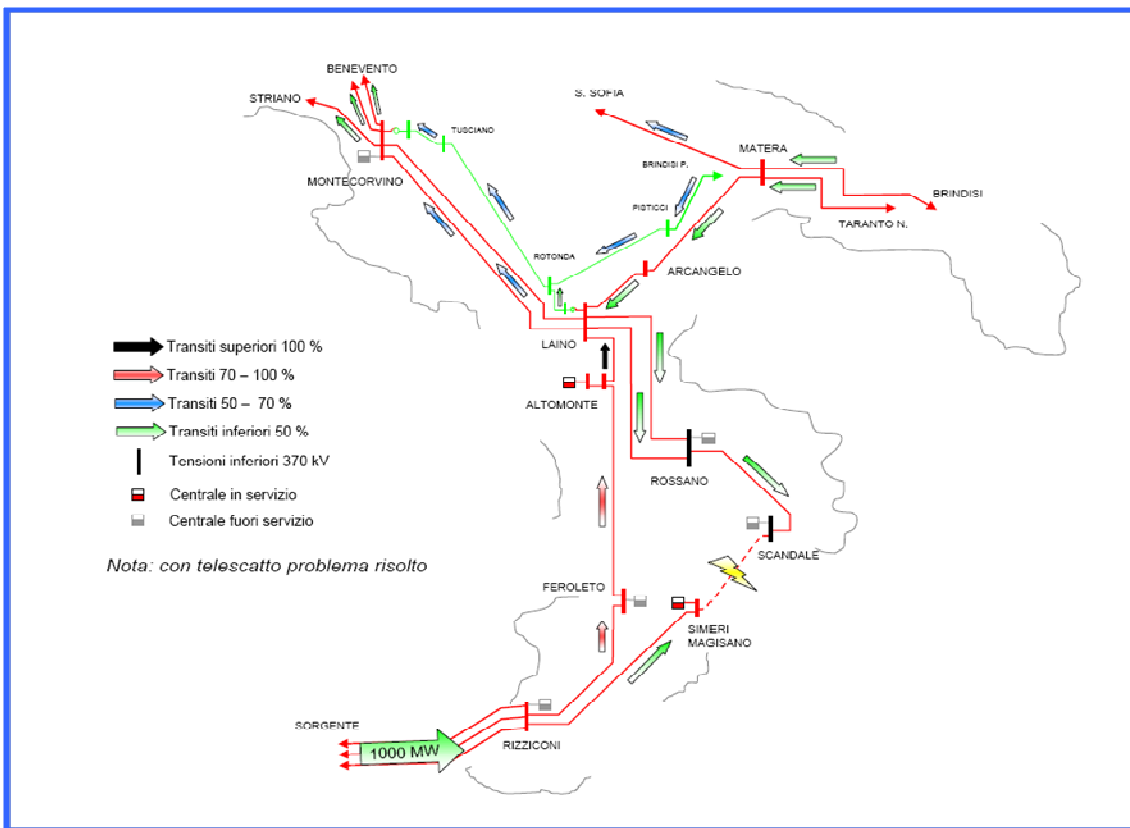 BENEVENTO
STRIANO
S. SOFIA
TUSCIANO
MATERA
BRINDISI P.
MONTECORVINO
BRINDISI
PISTICCI
TARANTO N.
ROTONDA
ARCANGELO
LAINO
Transiti superiori 100 %
Transiti 70 – 100 %
ALTOMONTE
Transiti 50 – 70 %
Transiti inferiori 50 %
Tensioni inferiori 370 kV
ROSSANO
Centrale in servizio
Centrale fuori servizio
SCANDALE
Nota: con telescatto problema risolto
FEROLETO
SIMERI
MAGISANO
SORGENTE
1000 MW
RIZZICONI